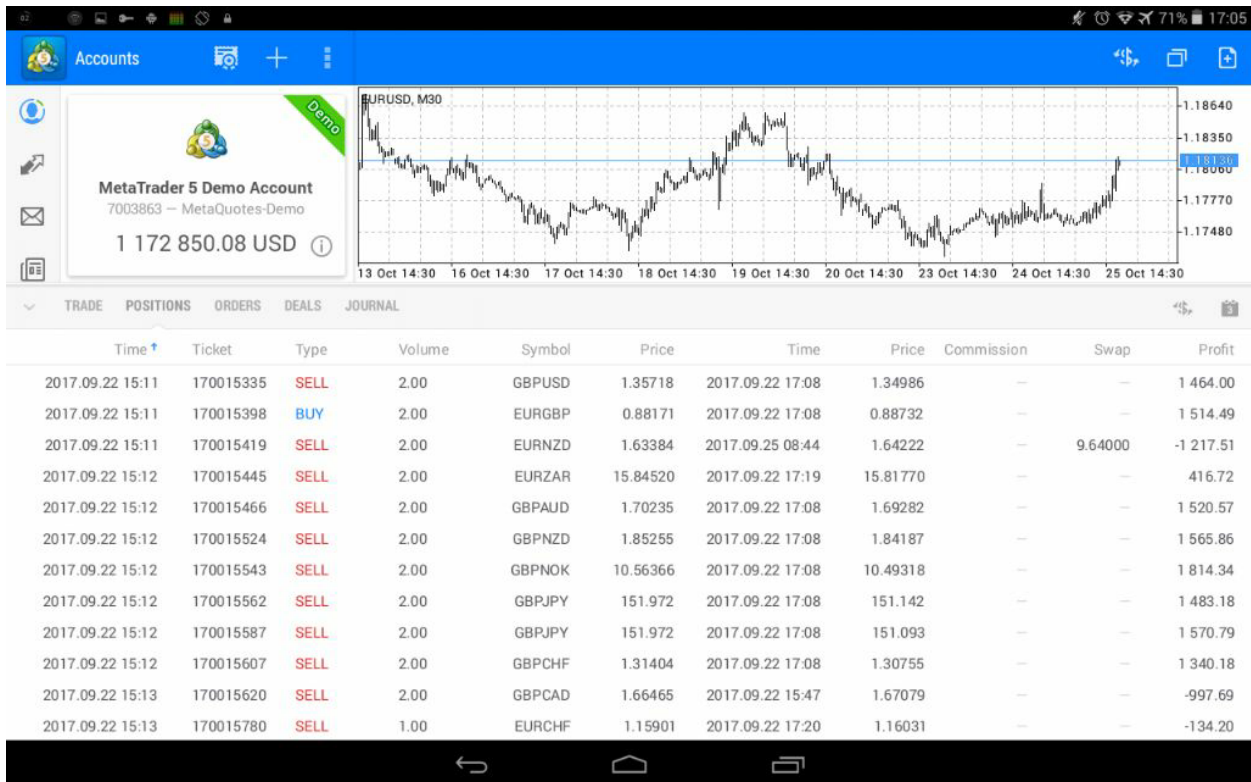 71% 17:05
Accounts
Demo
MetaTrader 5 Demo Account
7003863 — MetaQuotes-Demo
1 172 850.08 USD
EURUSD, M30
1.18640
1.18350
1.18136
1.18060
1.17770
1.17480
13 Oct 14:30 16 Oct 14:30 17 Oct 14:30 18 Oct 14:30 19 Oct 14:30 20 Oct 14:30 23 Oct 14:30 24 Oct 14:30 25 Oct 14:30
TRADE POSITIONS ORDERS DEALS JOURNAL
Time Ticket Type Volume Symbol Price Time Price Commission Swap Profit
2017.09.22 15:11 170015335 SELL 2.00 GBPUSD 1.35718 2017.09.22 17:08 1.34986 — — 1 464.00
2017.09.22 15:11 170015398 BUY 2.00 EURGBP 0.88171 2017.09.22 17:08 0.88732 — — 1 514.49
2017.09.22 15:11 170015419 SELL 2.00 EURNZD 1.63384 2017.09.25 08:44 1.64222 — 9.64000 -1 217.51
2017.09.22 15:12 170015445 SELL 2.00 EURZAR 15.84520 2017.09.22 17:19 15.81770 — — 416.72
2017.09.22 15:12 170015466 SELL 2.00 GBPAUD 1.70235 2017.09.22 17:08 1.69282 — — 1 520.57
2017.09.22 15:12 170015524 SELL 2.00 GBPNZD 1.85255 2017.09.22 17:08 1.84187 — — 1 565.86
2017.09.22 15:12 170015543 SELL 2.00 GBPNOK 10.56366 2017.09.22 17:08 10.49318 — — 1 814.34
2017.09.22 15:12 170015562 SELL 2.00 GBPJPY 151.972 2017.09.22 17:08 151.142 — — 1 483.18
2017.09.22 15:12 170015587 SELL 2.00 GBPJPY 151.972 2017.09.22 17:08 151.093 — — 1 570.79
2017.09.22 15:12 170015607 SELL 2.00 GBPCHF 1.31404 2017.09.22 17:08 1.30755 — — 1 340.18
2017.09.22 15:13 170015620 SELL 2.00 GBPCAD 1.66465 2017.09.22 15:47 1.67079 — — -997.69
2017.09.22 15:13 170015780 SELL 1.00 EURCHF 1.15901 2017.09.22 17:20 1.16031 — — -134.20